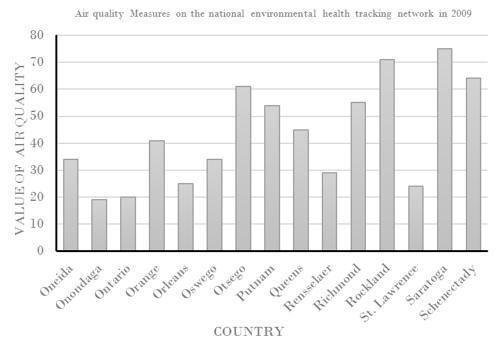 Air quality Measures on the national environmental health tracking network in 2009
VALUE OF AIR QUALITY
80
70
60
50
40
30
20
10
0
Oneida
Onondaga
Ontario
Orange
Orleans
Oswego
Otsego
Putnam
Queens
Rensselaer
Richmond
Rockland
St. Lawrence
Saratoga
Schenectady
COUNTRY